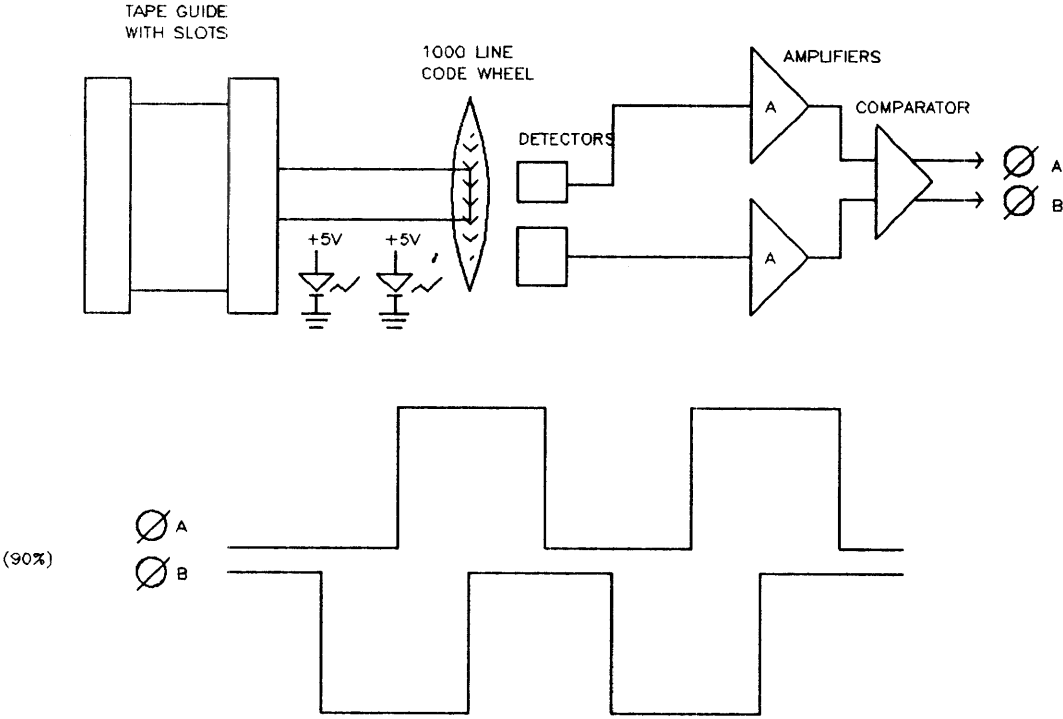 TAPE GUIDE
WITH SLOTS
1000 LINE
CODE WHEEL
DETECTORS
AMPLIFIERS
COMPARATOR
A
A
∅ A
∅ B
+5V
+5V
∅ A
(90%)
∅ B